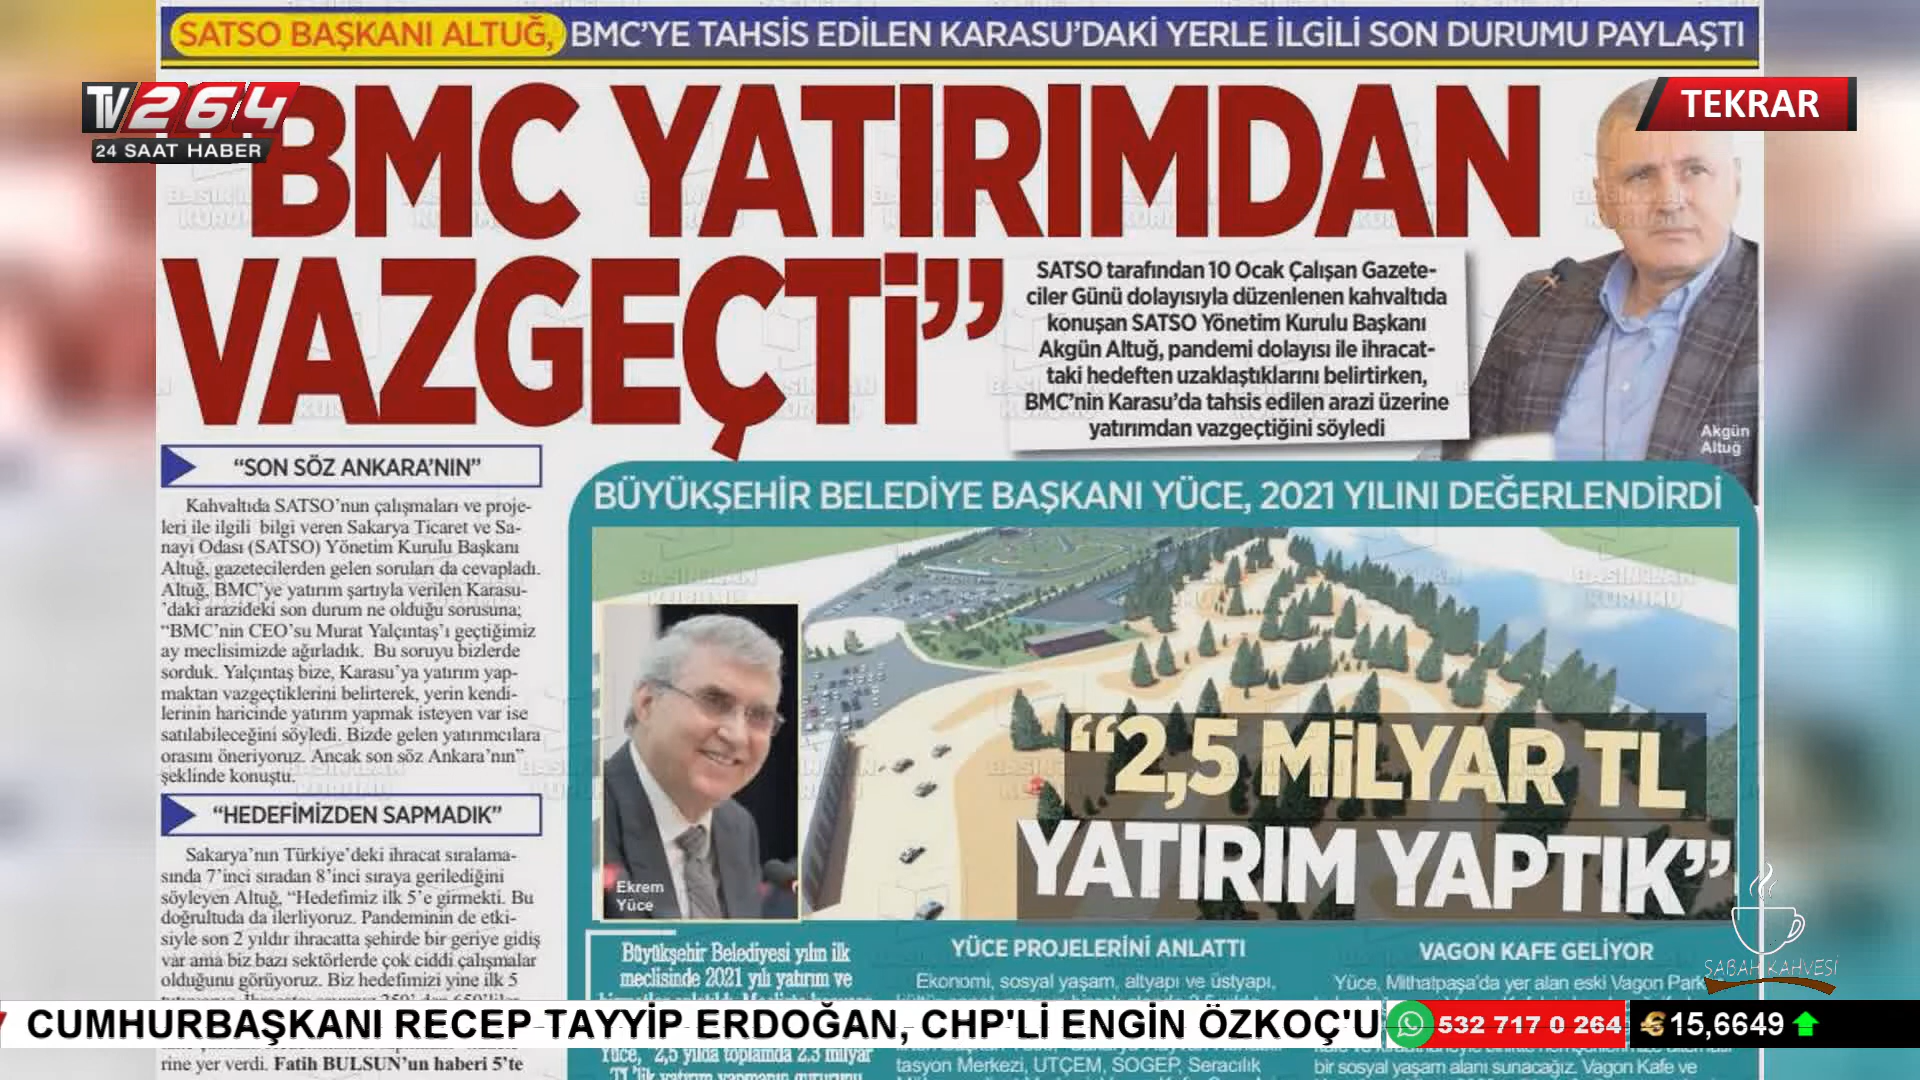 SATSO BAŞKANI ALTUĞ, BMC'YE TAHSİS EDİLEN KARASU'DAKİ YERLE İLGİLİ SON DURUMU PAYLAŞTI
TV264
24 SAAT HABER
TEKRAR
"BMC YATIRIMDAN
VAZGEÇTİ"
SATSO tarafından 10 Ocak Çalışan Gazete-
ciler Günü dolayısıyla düzenlenen kahvaltıda
konuşan SATSO Yönetim Kurulu Başkanı
Akgün Altuğ, pandemi dolayısı ile ihracat-
taki hedeften uzaklaştıklarını belirtirken,
BMC'nin Karasu'da tahsis edilen arazi üzerine
yatırımdan vazgeçtiğini söyledi
Akgün
Altuğ
"SON SÖZ ANKARA'NIN"
Kahvaltıda SATSO'nun çalışmaları ve proje-
leri ile ilgili bilgi veren Sakarya Ticaret ve Sa-
nayi Odası (SATSO) Yönetim Kurulu Başkanı
Altuğ, gazetecilerden gelen soruları da cevapladı.
Altuğ, BMC'ye yatırım şartıyla verilen Karasu-
'daki arazideki son durum ne olduğu sorusuna;
"BMC'nin CEO'su Murat Yalçıntaş'ı geçtiğimiz
ay meclisimizde ağırladık. Bu soruyu bizlerde
sorduk. Yalçıntaş bize, Karasu'ya yatırım yap-
maktan vazgeçtiklerini belirterek, yerin kendi-
lerinin haricinde yatırım yapmak isteyen var ise
satılabileceğini söyledi. Bizde gelen yatırımcılara
orasını öneriyoruz. Ancak son söz Ankara'nın"
şeklinde konuştu.
"HEDEFİMİZDEN SAPMADIK"
Sakarya'nın Türkiye'deki ihracat sıralama-
sında 7'inci sıradan 8'inci sıraya gerilediğini
söyleyen Altuğ, "Hedefimiz ilk 5'e girmekti. Bu
doğrultuda da ilerliyoruz. Pandeminin de etki-
siyle son 2 yıldır ihracatta şehirde bir geriye gidiş
var ama biz bazı sektörlerde çok ciddi çalışmalar
olduğunu görüyoruz. Biz hedefimizi yine ilk 5
rine yer verdi. Fatih BULSUN'un haberi 5'te
BÜYÜKŞEHİR BELEDİYE BAŞKANI YÜCE, 2021 YILINI DEĞERLENDİRDİ
Ekrem
Yüce
"2,5 MİLYAR TL
YATIRIM YAPTIK"
Büyükşehir Belediyesi yılın ilk
meclisinde 2021 yılı yatırım ve
Yüce, "2,5 yılda toplamda 2.3 milyar
YÜCE PROJELERİNİ ANLATTI
Ekonomi, sosyal yaşam, altyapı ve üstyapı,
tasyon Merkezi, UTÇEM, SOGEP, Seracılık
VAGON KAFE GELİYOR
Yüce, Mithatpaşa'da yer alan eski Vagon Park
bir sosyal yaşam alanı sunacağız. Vagon Kafe ve
SABAH KAHVESİ
CUMHURBAŞKANI RECEP TAYYİP ERDOĞAN, CHP'Lİ ENGİN ÖZKOÇ'U
532 717 0 264
€ 15,6649